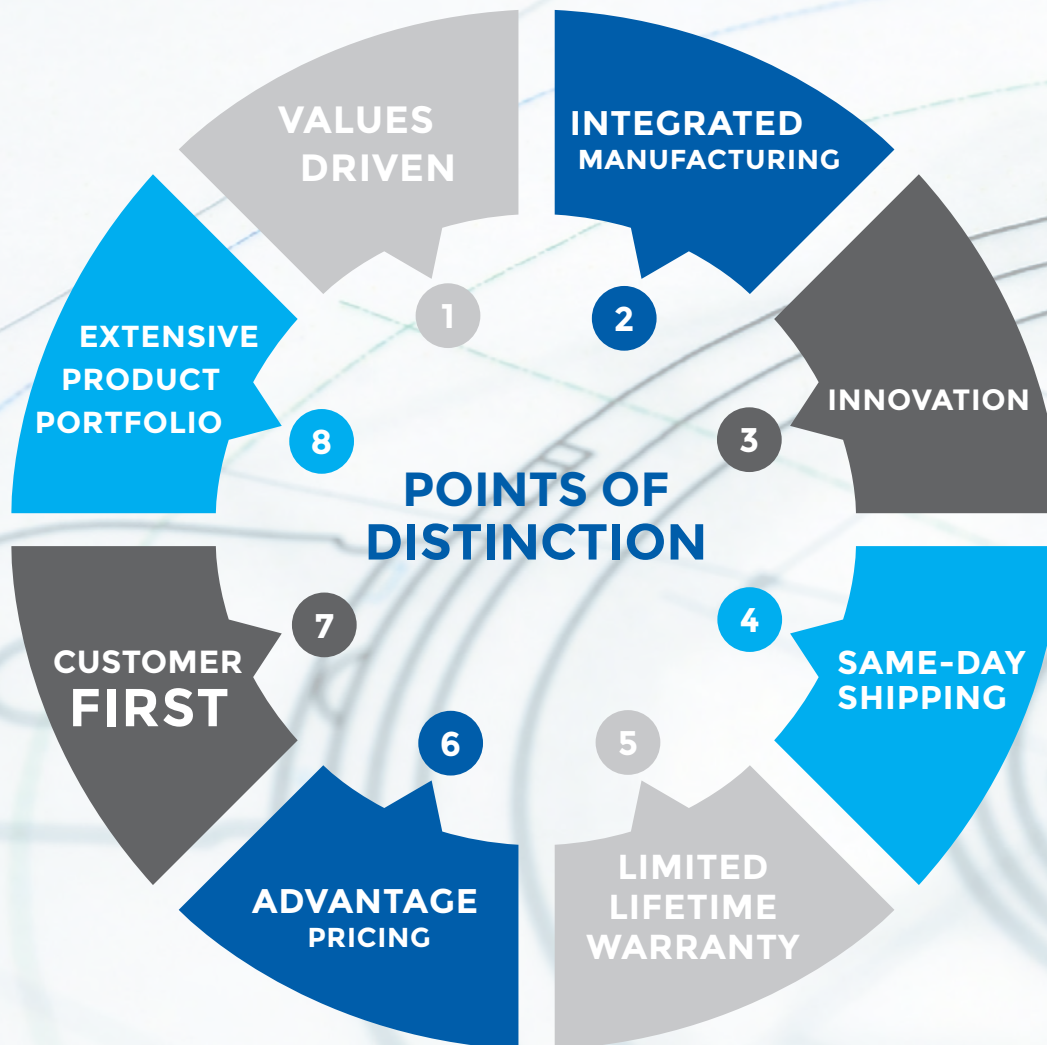 VALUES
DRIVEN
1
INTEGRATED
MANUFACTURING
2
INNOVATION
3
SAME-DAY
SHIPPING
4
LIMITED
LIFETIME
WARRANTY
5
ADVANTAGE
PRICING
6
CUSTOMER
FIRST
7
EXTENSIVE
PRODUCT
PORTFOLIO
8
POINTS OF
DISTINCTION